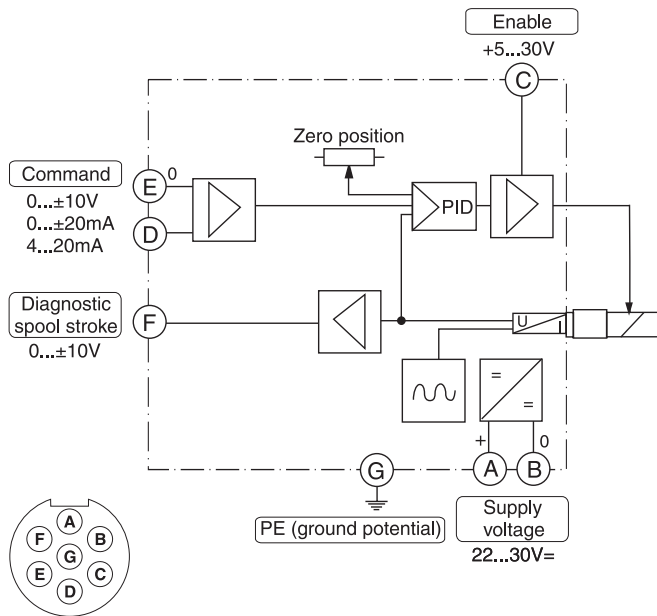 Enable
+5...30V
C
Zero position
Command
0...±10V
0...±20mA
4...20mA
E
0
D
PID
Diagnostic
spool stroke
0...±10V
F
U
I
=
=
+
0
G
A
B
PE (ground potential)
Supply
voltage
22...30V=
A
F
B
G
E
C
D